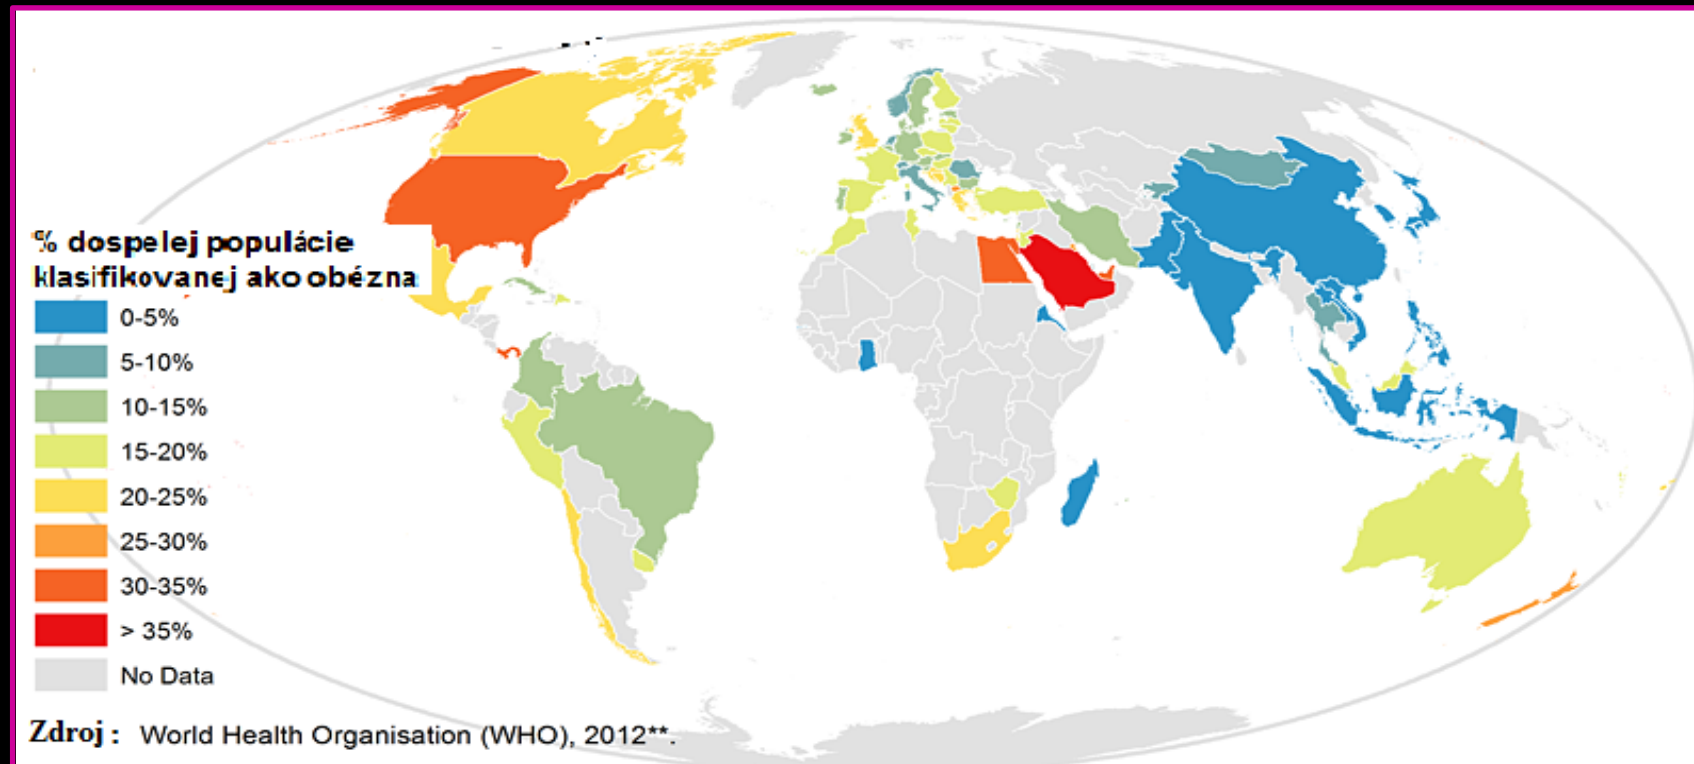 % dospelej populácie
klasifikovanej ako obézna
0-5%
5-10%
10-15%
15-20%
20-25%
25-30%
30-35%
> 35%
No Data
Zdroj : World Health Organisation (WHO), 2012**.